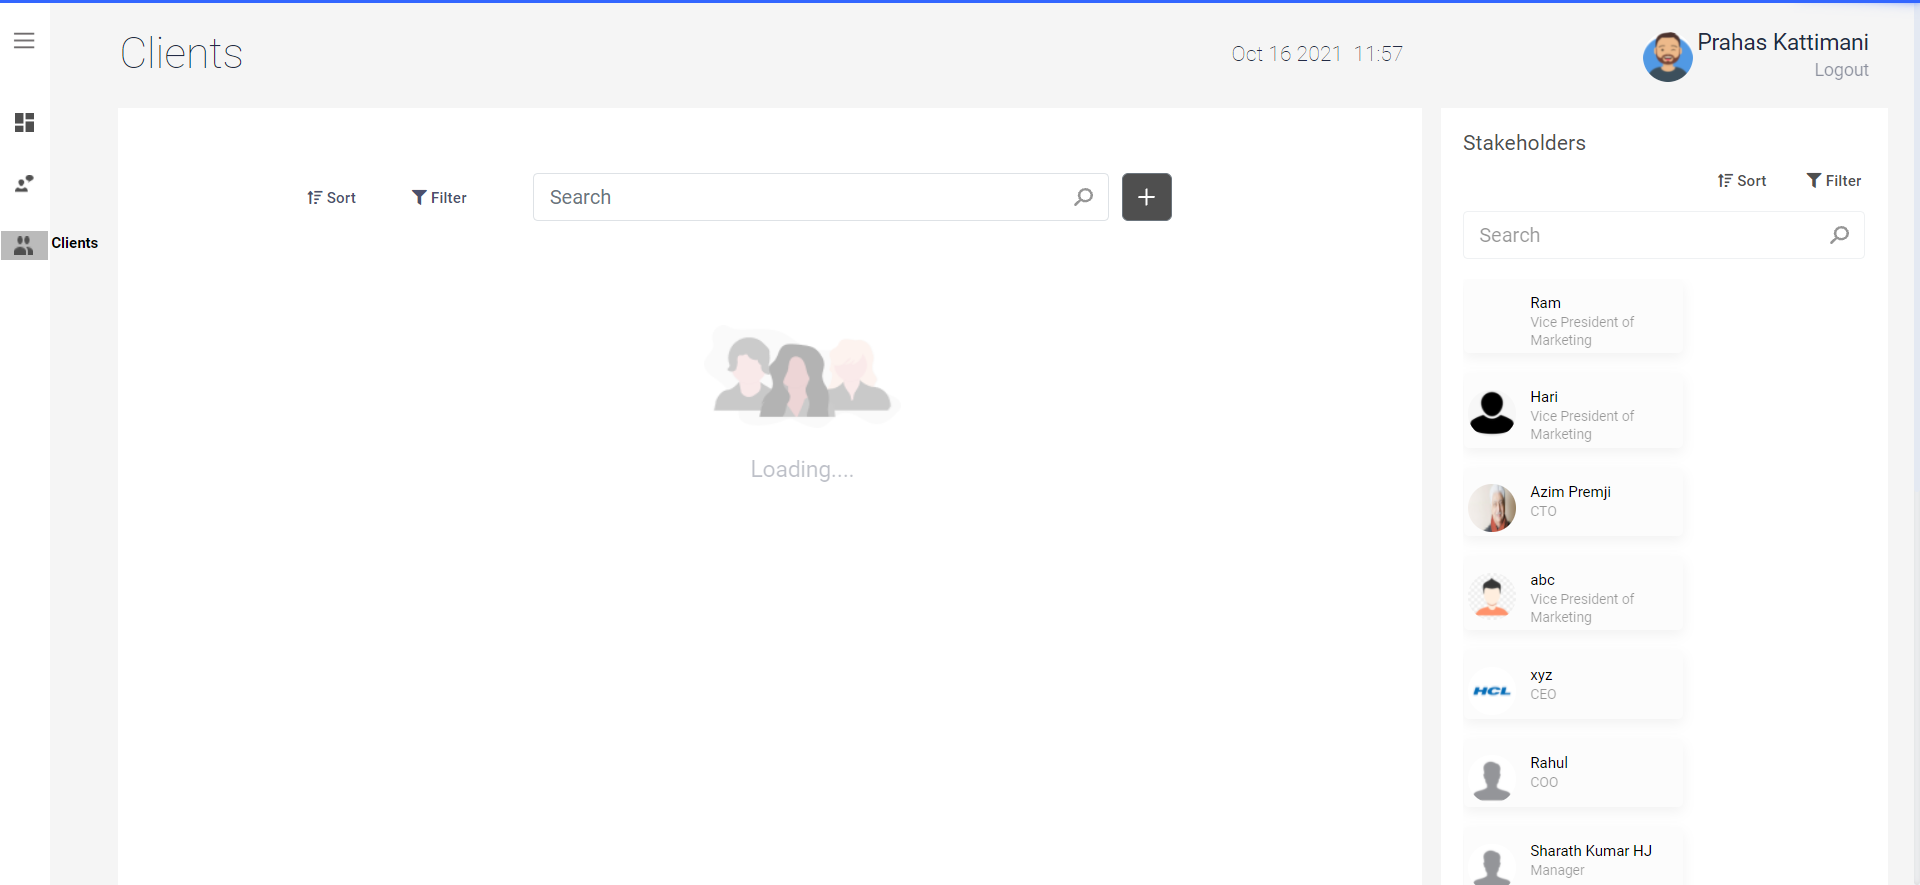 Clients
Oct 16 2021 11:57
Prahas Kattimani
Logout
Clients
Sort
Filter
Search
Loading....
Stakeholders
Sort
Filter
Search
Ram
Vice President of
Marketing
Hari
Vice President of
Marketing
Azim Premji
CTO
abc
Vice President of
Marketing
HCL
xyz
CEO
Rahul
COO
Sharath Kumar HJ
Manager